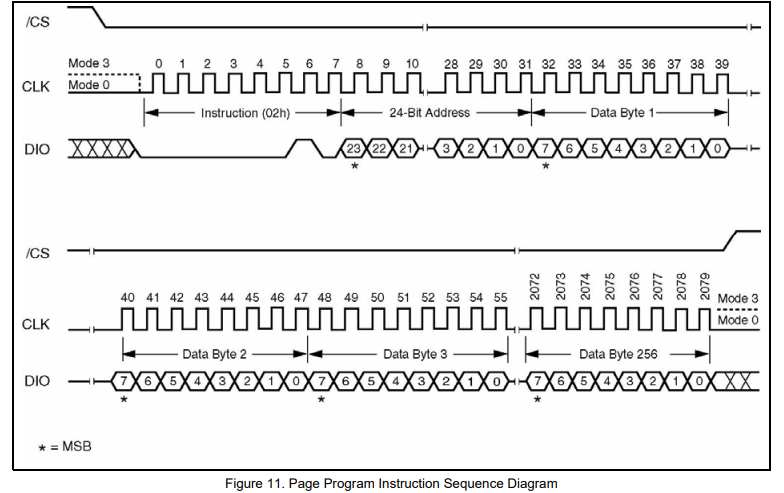 /CS
Mode 3 0 1 2 3 4 5 6 7 8 9 10 28 29 30 31 32 33 34 35 36 37 38 39
CLK Mode 0
Instruction (02h) 24-Bit Address Data Byte 1
DIO 23 22 21 3 2 1 0 7 6 5 4 3 2 1 0
* *
/CS
40 41 42 43 44 45 46 47 48 49 50 51 52 53 54 55 2072 2073 2074 2075 2076 2077 2078 2079 Mode 3
CLK Mode 0
Data Byte 2 Data Byte 3 Data Byte 256
DIO 7 6 5 4 3 2 1 0 7 6 5 4 3 2 1 0 7 6 5 4 3 2 1 0
* * *
* = MSB
Figure 11. Page Program Instruction Sequence Diagram